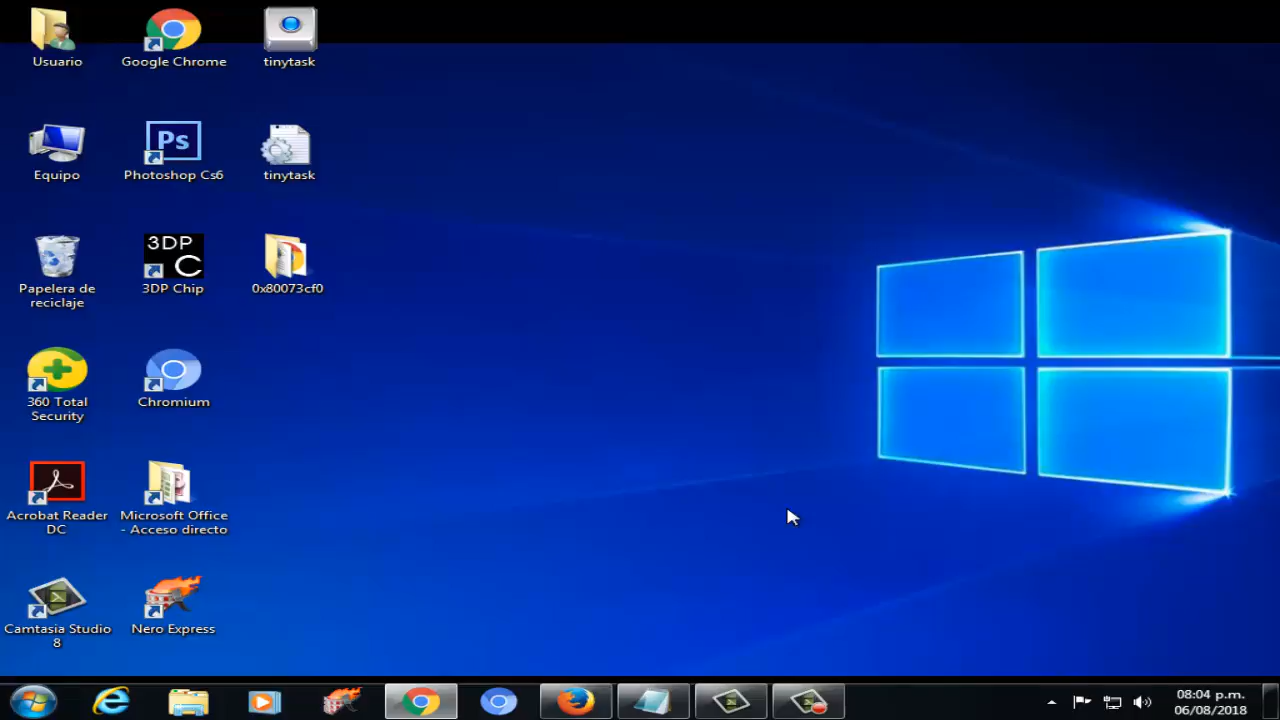 Usuario
Google Chrome
tinytask
Ps
Equipo
Photoshop Cs6
tinytask
3DP
C
Papelera de
reciclaje
3DP Chip
0x80073cf0
360 Total
Security
Chromium
Acrobat Reader
DC
Microsoft Office
- Acceso directo
Camtasia Studio
8
Nero Express
08:04 p.m.
06/08/2018